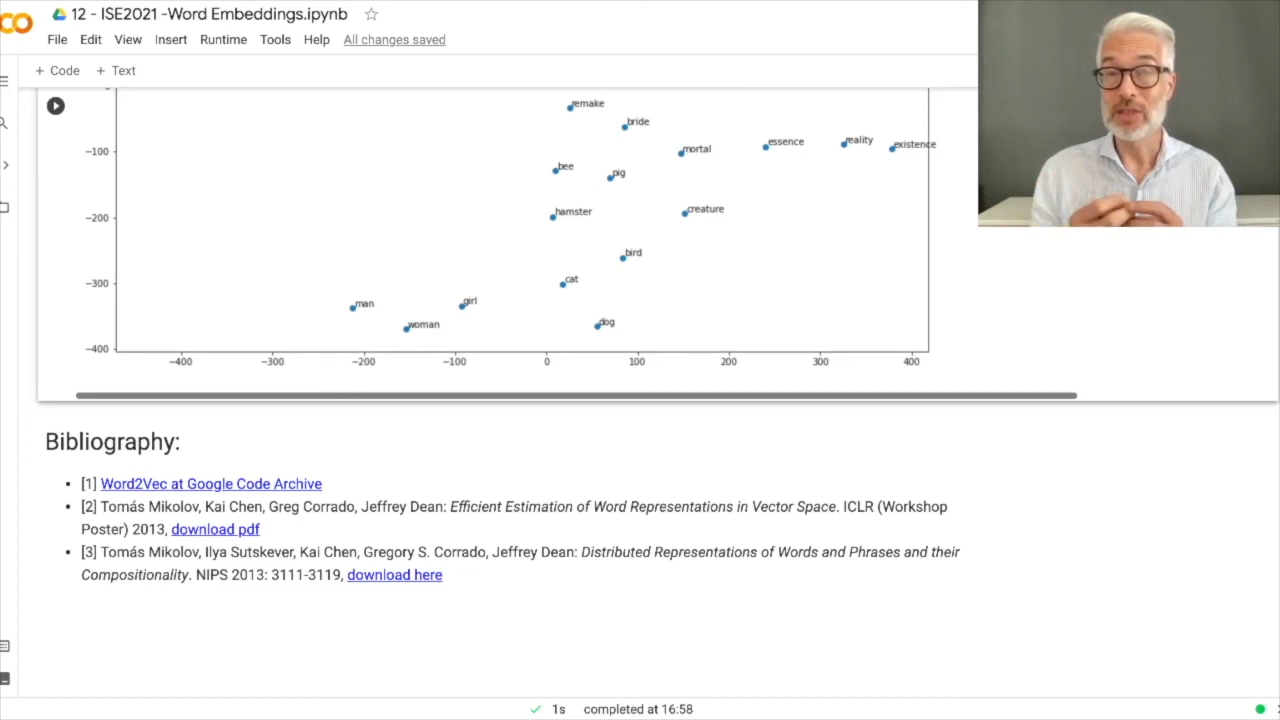 12 - ISE2021 -Word Embeddings.ipynb
File Edit View Insert Runtime Tools Help All changes saved
+ Code + Text
remake
bride
essence reality existence
mortal
−100
bee
pig
hamster
creature
−200
bird
cat
−300
man
girl
woman
dog
−400
−400 −300 −200 −100 0 100 200 300 400
Bibliography:
• [1] Word2Vec at Google Code Archive
• [2] Tomás Mikolov, Kai Chen, Greg Corrado, Jeffrey Dean: Efficient Estimation of Word Representations in Vector Space. ICLR (Workshop
Poster) 2013, download pdf
• [3] Tomás Mikolov, Ilya Sutskever, Kai Chen, Gregory S. Corrado, Jeffrey Dean: Distributed Representations of Words and Phrases and their
Compositionality. NIPS 2013: 3111-3119, download here
1s completed at 16:58